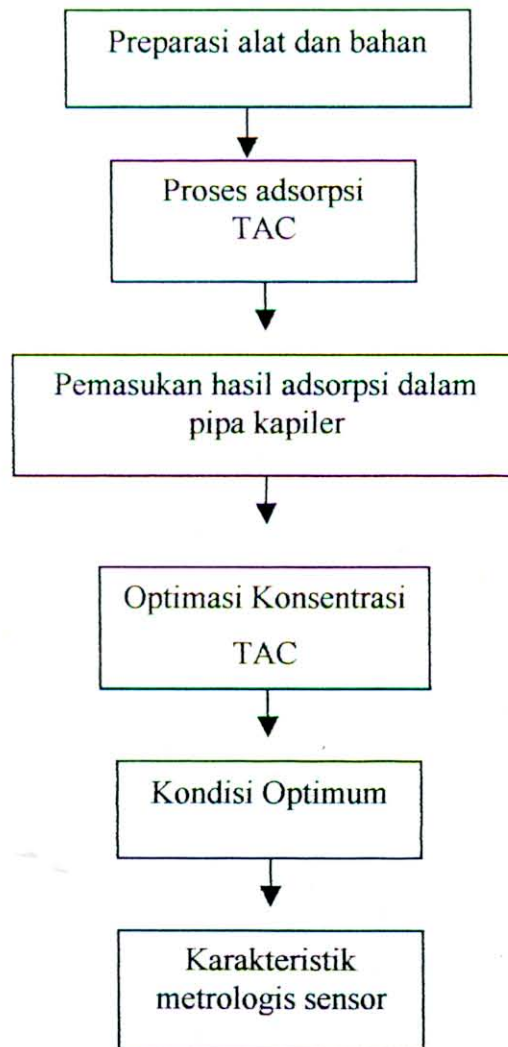 Preparasi alat dan bahan
Proses adsorpsi
TAC
Pemasukan hasil adsorpsi dalam
pipa kapiler
Optimasi Konsentrasi
TAC
Kondisi Optimum
Karakteristik
metrologis sensor